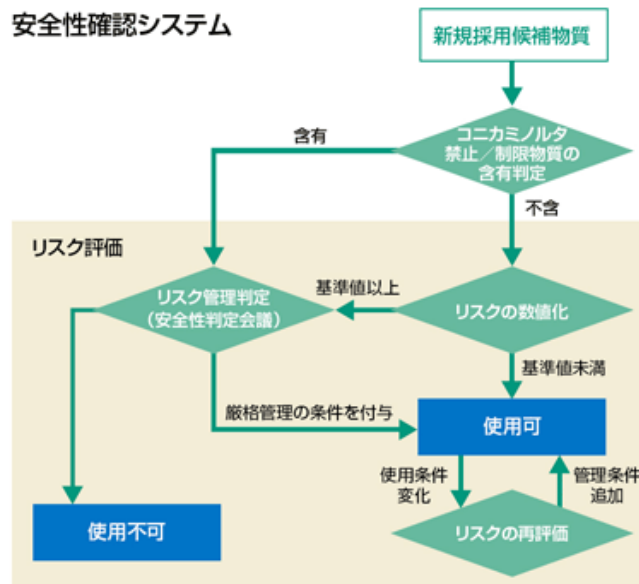 安全性確認システム
新規採用候補物質
コニカミノルタ
禁止／制限物質の
含有判定
含有
不含
リスク評価
リスク管理判定
（安全性判定会議）
基準値以上
リスクの数値化
基準値未満
厳格管理の条件を付与
使用可
使用条件
変化
管理条件
追加
使用不可
リスクの再評価